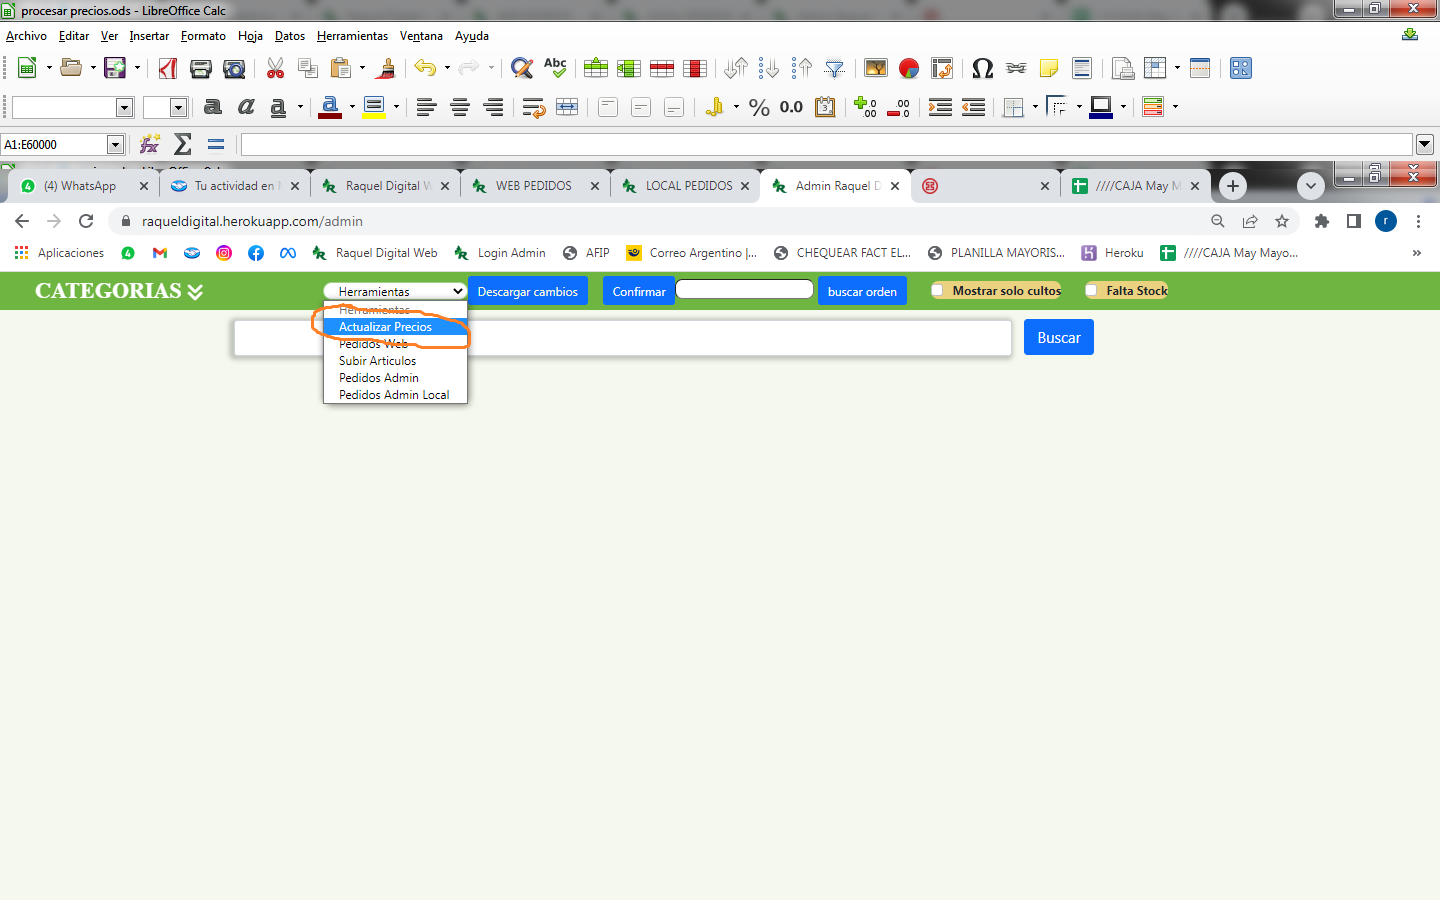 procesar precios.ods - LibreOffice Calc
Archivo Editar Ver Insertar Formato Hoja Datos Herramientas Ventana Ayuda
Abc
a a a a % 0.0 .0 .00 .00 .0
A1:E60000
(4) WhatsApp Tu actividad en Raquel Digital W WEB PEDIDOS LOCAL PEDIDOS Admin Raquel D ////CAJA May M
raqueldigital.herokuapp.com/admin r
Aplicaciones Raquel Digital Web Login Admin AFIP Correo Argentino |... CHEQUEAR FACT EL... PLANILLA MAYORIS... Heroku ////CAJA May Mayo... »
CATEGORIAS Herramientas Descargar cambios Confirmar buscar orden Mostrar solo cultos Falta Stock
Herramientas
Actualizar Precios
Buscar
Pedidos Web
Subir Articulos
Pedidos Admin
Pedidos Admin Local